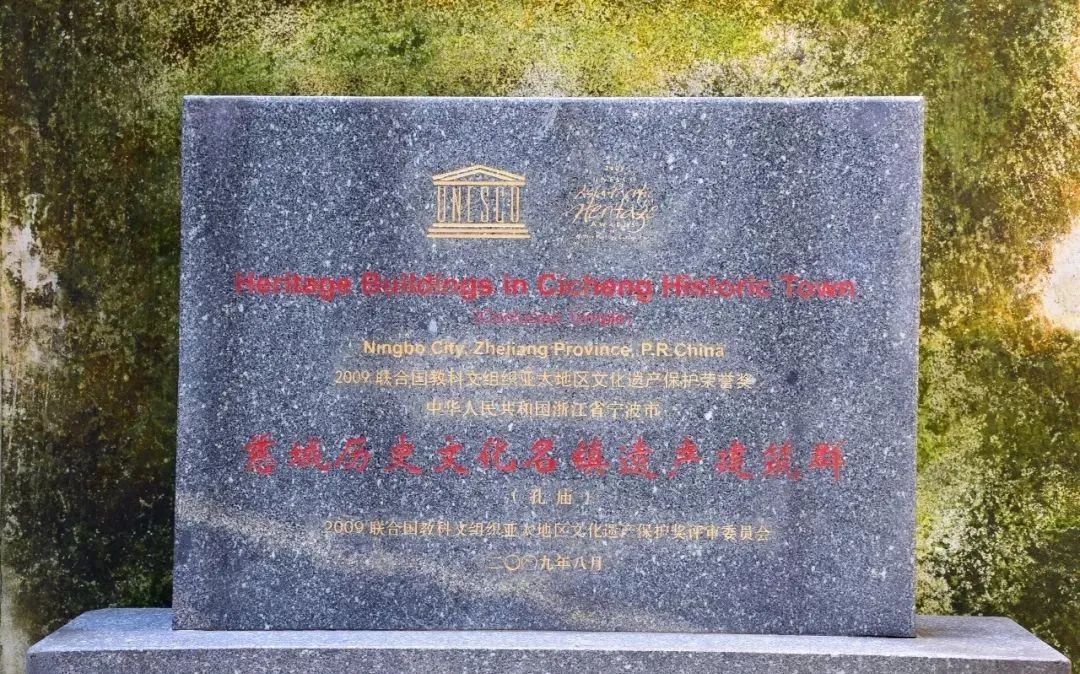 UNESCO
Asia-Pacific
Heritage
Heritage Buildings in Cicheng Historic Town
(Confucian Temple)
Ningbo City, Zhejiang Province, P.R.China
2009 联合国教科文组织亚太地区文化遗产保护荣誉奖
中华人民共和国浙江省宁波市
慈城历史文化名镇遗产建筑群
（孔庙）
2009 联合国教科文组织亚太地区文化遗产保护奖评审委员会
二〇〇九年八月